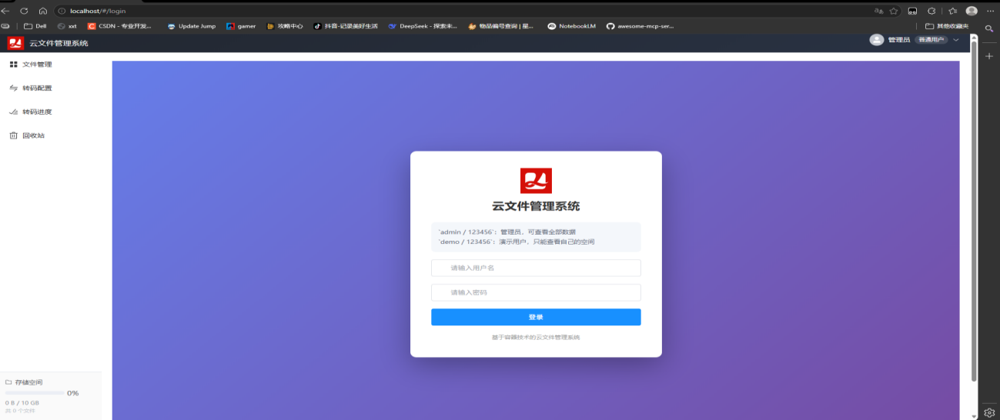 localhost/#/login
Dell
xxt
CSDN - 专业开发...
Update Jump
gamer
攻略中心
抖音-记录美好生活
DeepSeek - 探索未...
物品编号查询 | 星...
NotebookLM
awesome-mcp-ser...
其他收藏夹
云文件管理系统
管理员 普通用户
文件管理
转码配置
转码进度
回收站
云文件管理系统
`admin / 123456`：管理员，可查看全部数据
`demo / 123456`：演示用户，只能查看自己的空间
请输入用户名
请输入密码
登录
基于容器技术的云文件管理系统
存储空间
0%
0 B / 10 GB
共 0 个文件